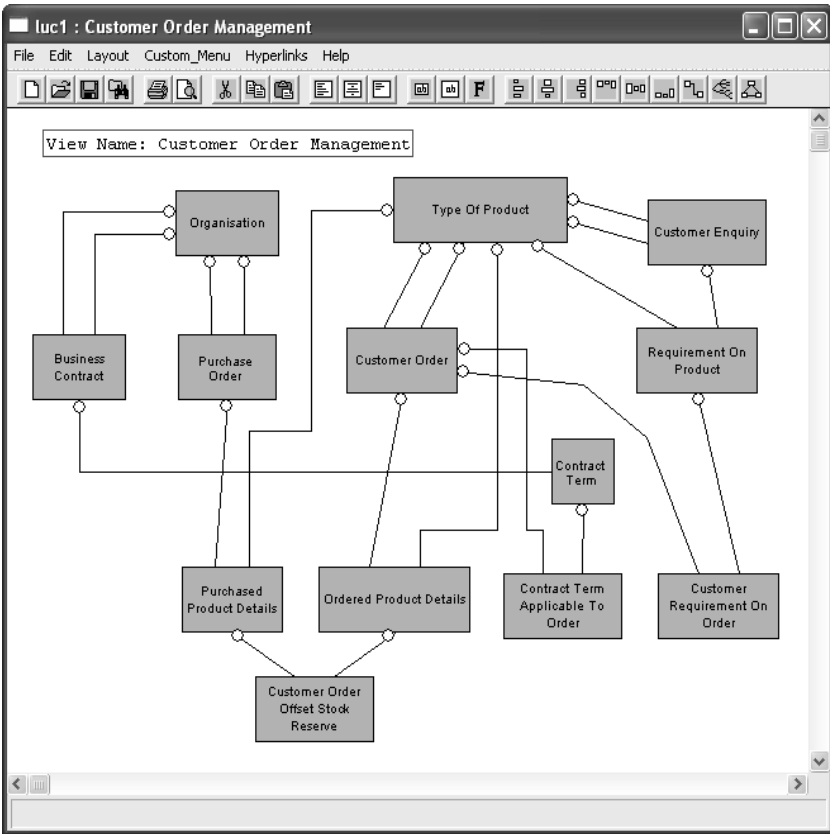 luc1 : Customer Order Management
File Edit Layout Custom_Menu Hyperlinks Help
ab ab F
View Name: Customer Order Management
Organisation
Type Of Product
Customer Enquiry
Business
Contract
Purchase
Order
Customer Order
Requirement On
Product
Contract
Term
Purchased
Product Details
Ordered Product Details
Contract Term
Applicable To
Order
Customer
Requirement On
Order
Customer Order
Offset Stock
Reserve